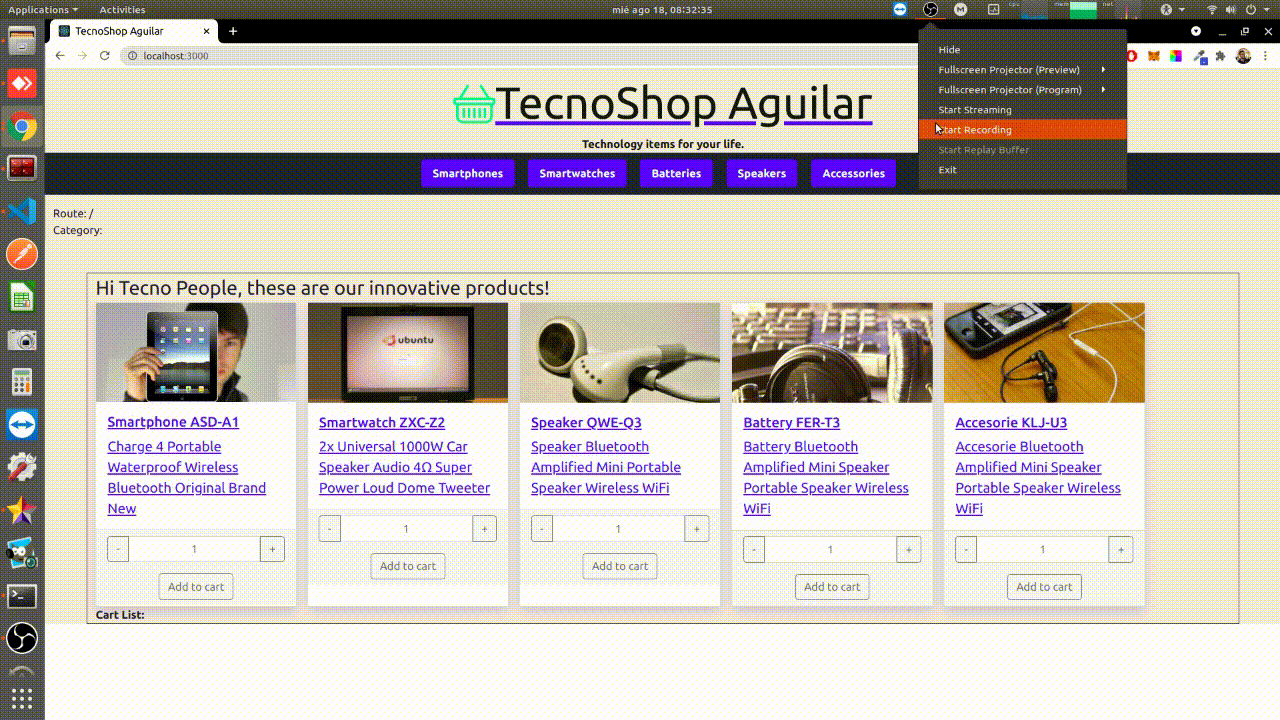 Applications Activities mié ago 18, 08:32:35 cpu mem net
TecnoShop Aguilar
localhost:3000
Hide
Fullscreen Projector (Preview)
Fullscreen Projector (Program)
Start Streaming
Start Recording
Start Replay Buffer
Exit
TecnoShop Aguilar
Technology items for your life.
Smartphones Smartwatches Batteries Speakers Accessories
Route: /
Category:
Hi Tecno People, these are our innovative products!
ubuntu
Smartphone ASD-A1
Charge 4 Portable
Waterproof Wireless
Bluetooth Original Brand
New
- 1 +
Add to cart
Smartwatch ZXC-Z2
2x Universal 1000W Car
Speaker Audio 4Ω Super
Power Loud Dome Tweeter
- 1 +
Add to cart
Speaker QWE-Q3
Speaker Bluetooth
Amplified Mini Portable
Speaker Wireless WiFi
- 1 +
Add to cart
Battery FER-T3
Battery Bluetooth
Amplified Mini Speaker
Portable Speaker Wireless
WiFi
- 1 +
Add to cart
Accesorie KLJ-U3
Accesorie Bluetooth
Amplified Mini Speaker
Portable Speaker Wireless
WiFi
- 1 +
Add to cart
Cart List: